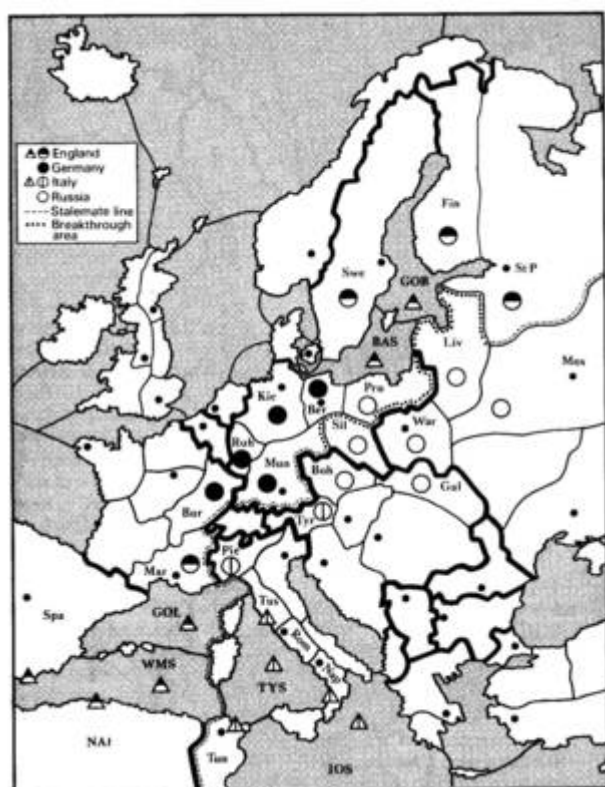 England
Germany
Italy
Russia
Stalemate line
Breakthrough
area
Fin
StP
Swe
GOB
BAS
Liv
Mos
Kie
Ber
Pru
Sil
War
Ruh
Mun
Boh
Gal
Bur
Tyr
Pie
Mar
Tus
Spa
GOL
Rom
WMS
Nap
TYS
NAf
Tun
IOS